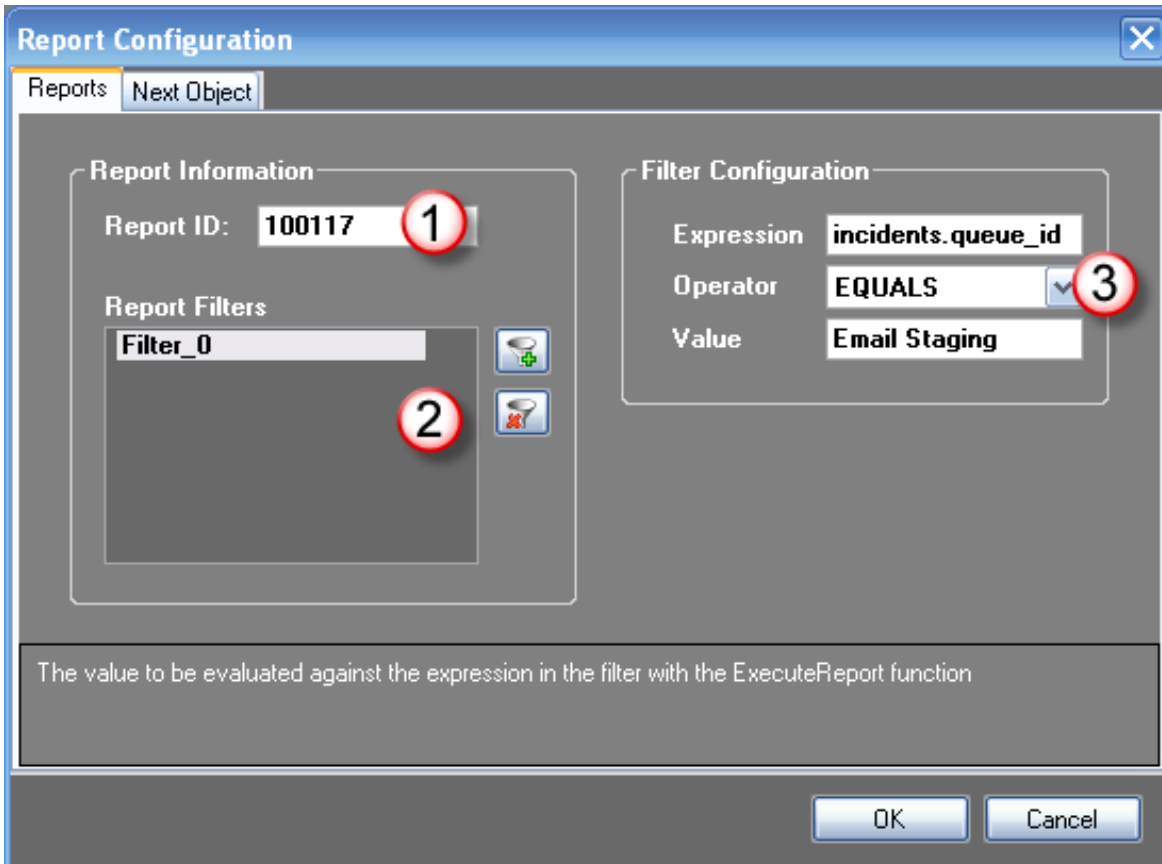 Report Configuration
Reports
Next Object
Report Information
Report ID: 100117 1
Report Filters
Filter_0
2
Filter Configuration
Expression incidents.queue_id
Operator EQUALS 3
Value Email Staging
The value to be evaluated against the expression in the filter with the ExecuteReport function
OK
Cancel